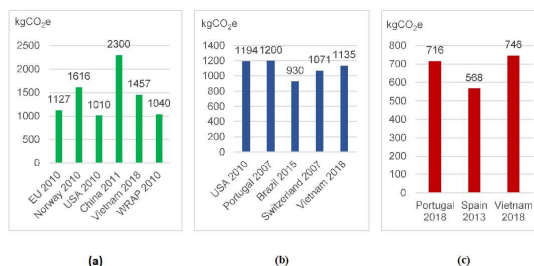 kgCO2e
2500
2000
1500
1000
500
0
1127
1616
1010
2300
1457
1040
EU 2010
Norway 2010
USA 2010
China 2011
Vietnam 2018
WRAP 2010
(a)
kgCO2e
1400
1200
1000
800
600
400
200
0
1194
1200
930
1071
1135
USA 2010
Portugal 2007
Brazil 2015
Switzerland 2007
Vietnam 2018
(b)
kgCO2e
800
700
600
500
400
300
200
100
0
716
568
746
Portugal
2018
Spain
2013
Vietnam
2018
(c)